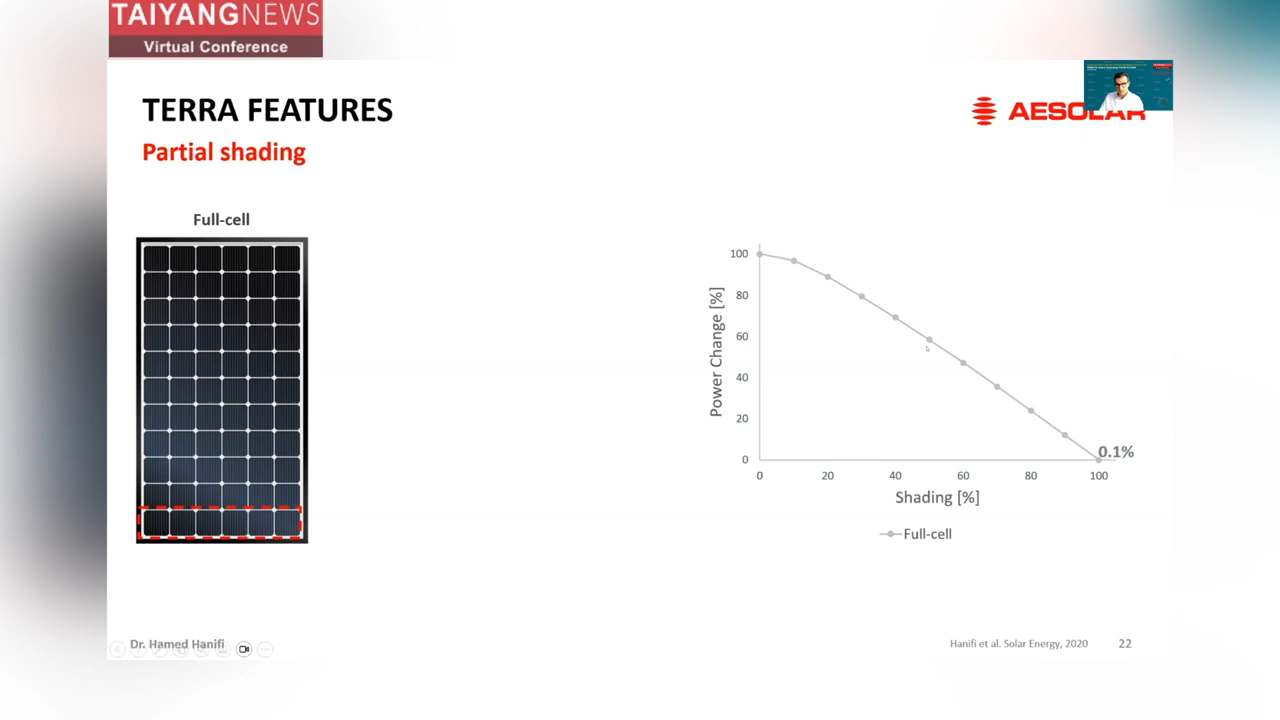 TAIYANGNEWS
Virtual Conference
TERRA FEATURES
Partial shading
AESOLAR
Full-cell
Power Change [%]
100
80
60
40
20
0
0.1%
0 20 40 60 80 100
Shading [%]
Full-cell
Dr. Hamed Hanifi
Hanifi et al. Solar Energy, 2020
22